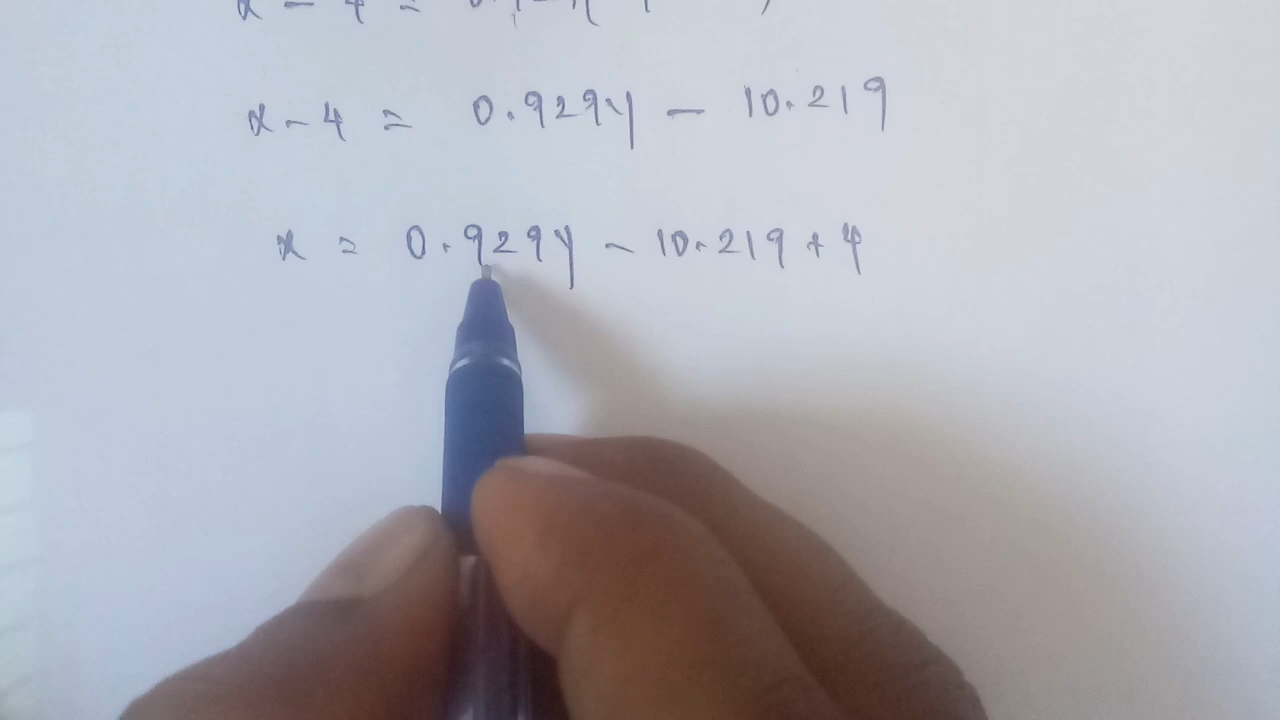 x - 4 = 0.929y - 10.219
x = 0.929y - 10.219 + 4